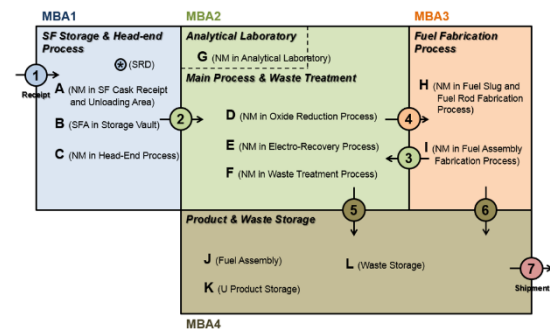 MBA1
MBA2
MBA3
SF Storage & Head-end
Process
(SRD)
1
Receipt
A (NM in SF Cask Receipt
and Unloading Area)
B (SFA in Storage Vault)
C (NM in Head-End Process)
2
Analytical Laboratory
G (NM in Analytical Laboratory)
Main Process & Waste Treatment
D (NM in Oxide Reduction Process)
E (NM in Electro-Recovery Process)
F (NM in Waste Treatment Process)
Fuel Fabrication
Process
H (NM in Fuel Slug and
Fuel Rod Fabrication
Process)
4
3
I (NM in Fuel Assembly
Fabrication Process)
5
6
Product & Waste Storage
J (Fuel Assembly)
K (U Product Storage)
L (Waste Storage)
7
Shipment
MBA4